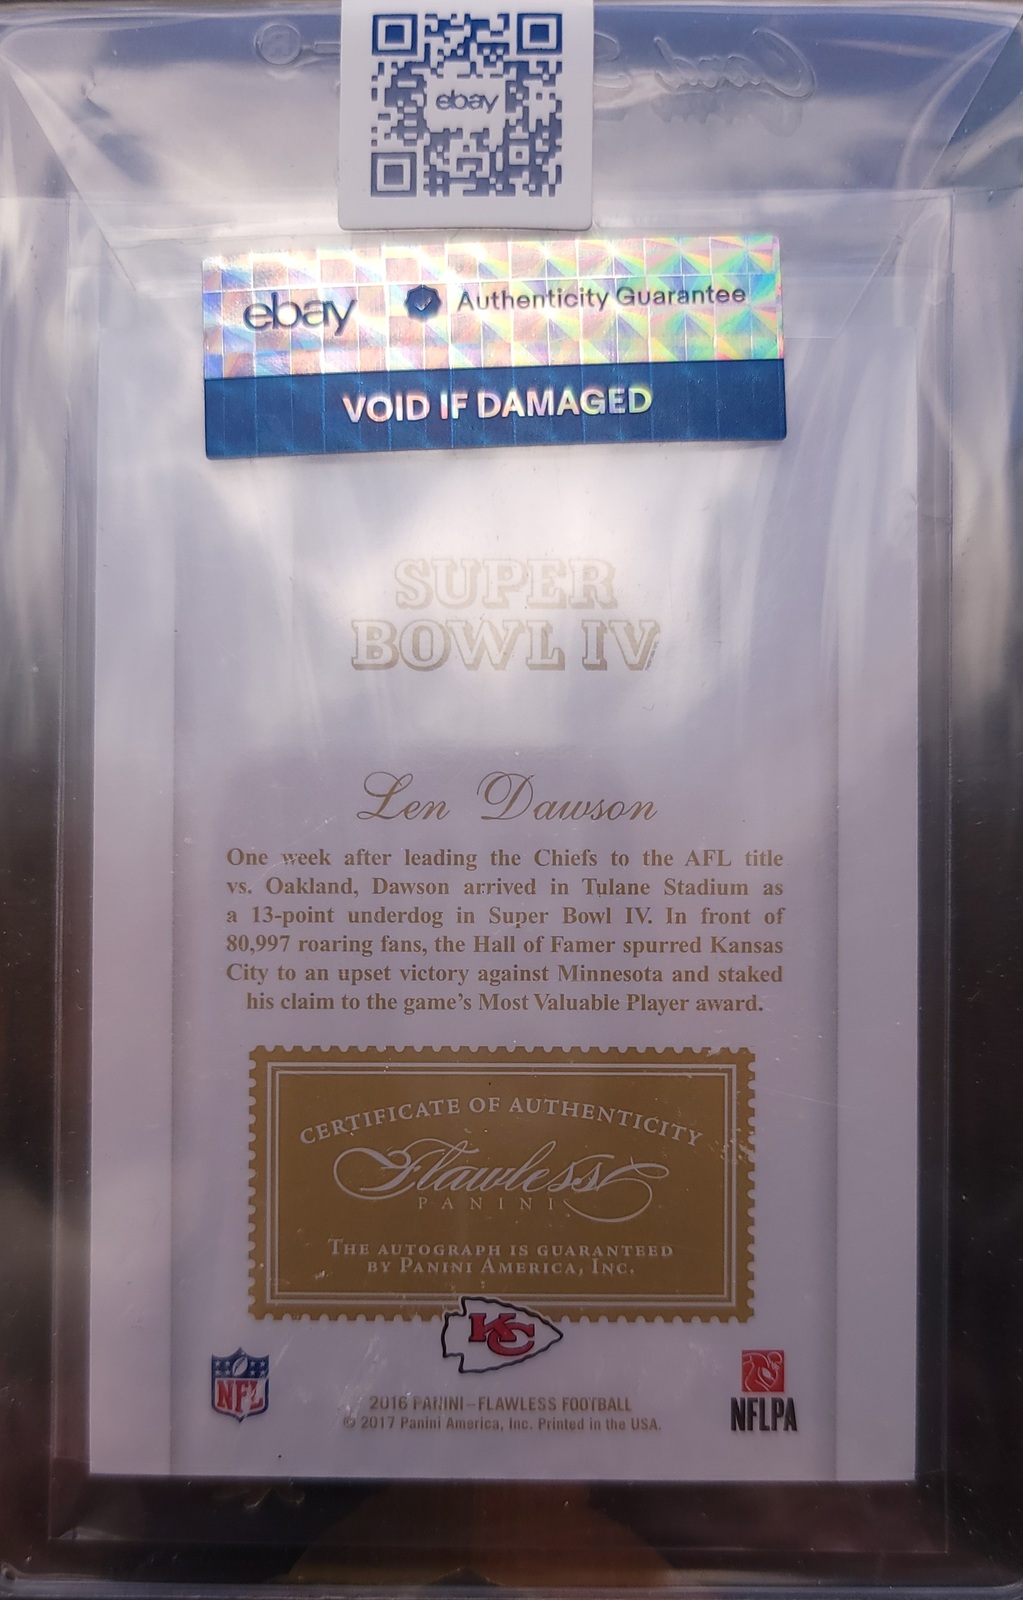 ebay
ebay Authenticity Guarantee
VOID IF DAMAGED
SUPER
BOWL IV
Len Dawson
One week after leading the Chiefs to the AFL title
vs. Oakland, Dawson arrived in Tulane Stadium as
a 13-point underdog in Super Bowl IV. In front of
80,997 roaring fans, the Hall of Famer spurred Kansas
City to an upset victory against Minnesota and staked
his claim to the game's Most Valuable Player award.
CERTIFICATE OF AUTHENTICITY
Flawless
PANINI
THE AUTOGRAPH IS GUARANTEED
BY PANINI AMERICA, INC.
KC
NFL
NFLPA
2016 PANINI–FLAWLESS FOOTBALL
© 2017 Panini America, Inc. Printed in the USA.